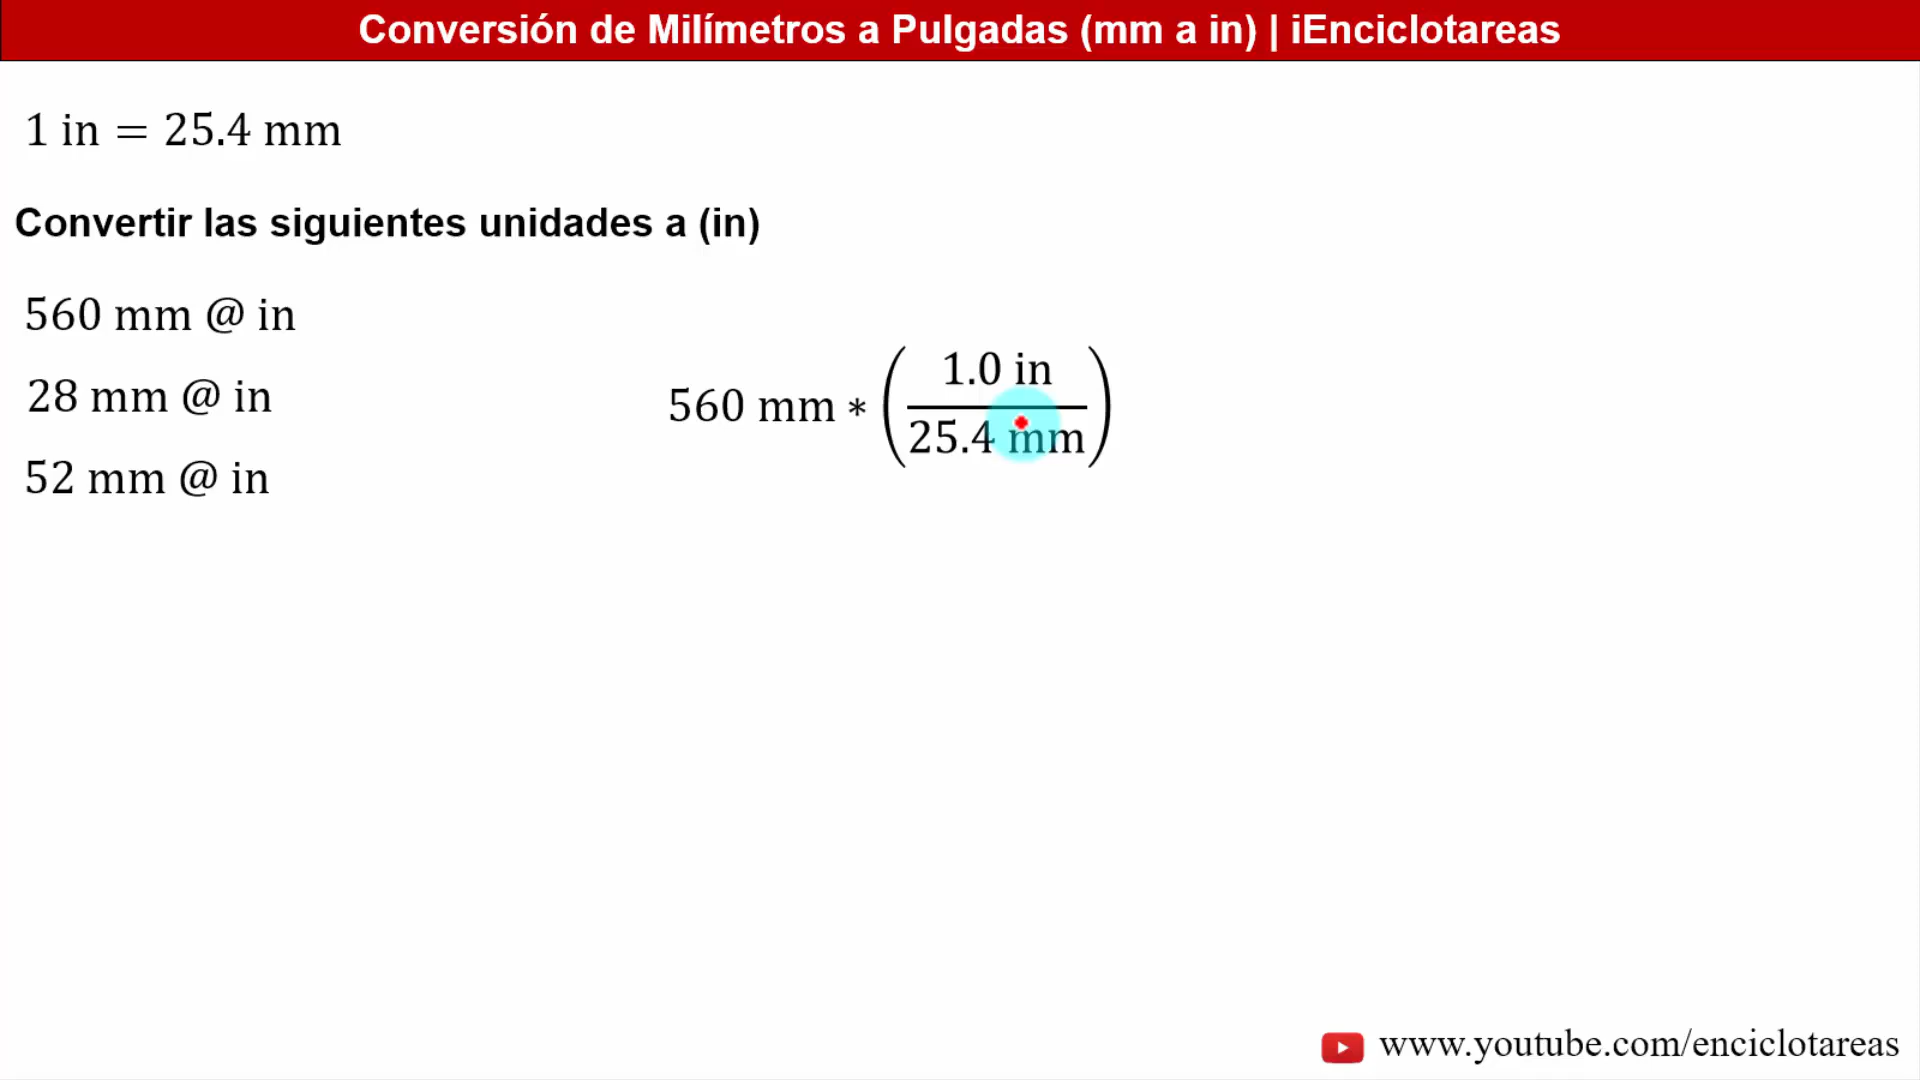 Conversión de Milímetros a Pulgadas (mm a in) | iEnciclotareas
1 in = 25.4 mm
Convertir las siguientes unidades a (in)
560 mm @ in
28 mm @ in
52 mm @ in
560 mm * (1.0 in / 25.4 mm)
www.youtube.com/enciclotareas